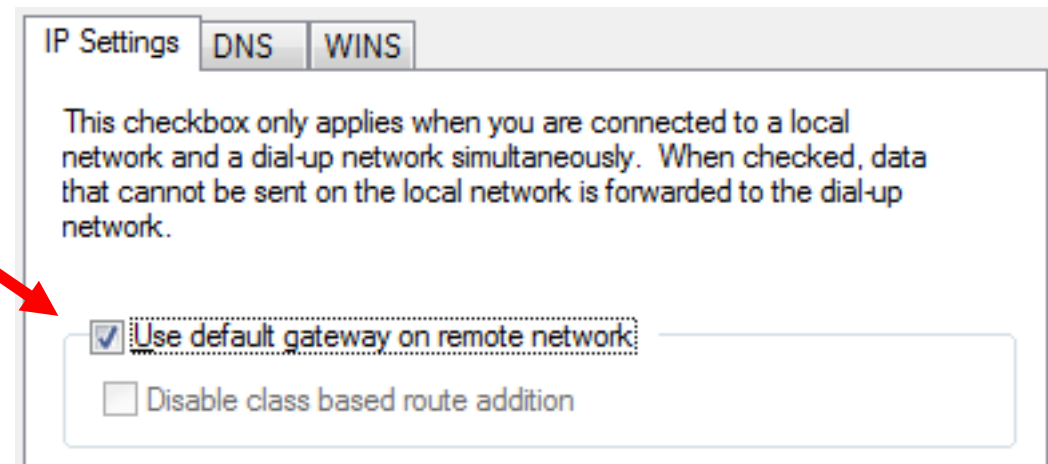 IP Settings DNS WINS
This checkbox only applies when you are connected to a local
network and a dial-up network simultaneously. When checked, data
that cannot be sent on the local network is forwarded to the dial-up
network.
Use default gateway on remote network
Disable class based route addition